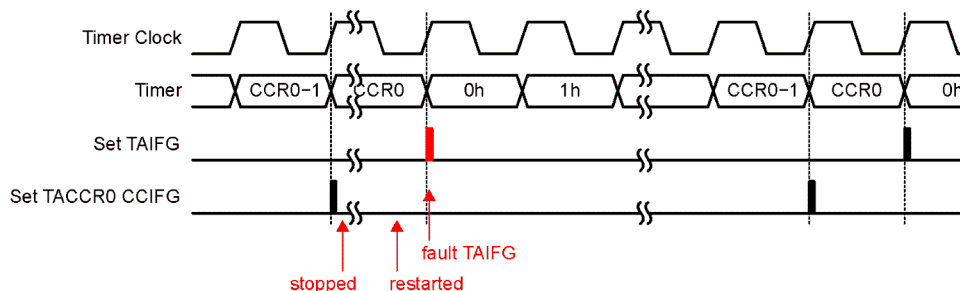 Timer Clock
Timer CCR0−1 CCR0 0h 1h CCR0−1 CCR0 0h
Set TAIFG
Set TACCR0 CCIFG
fault TAIFG
stopped restarted